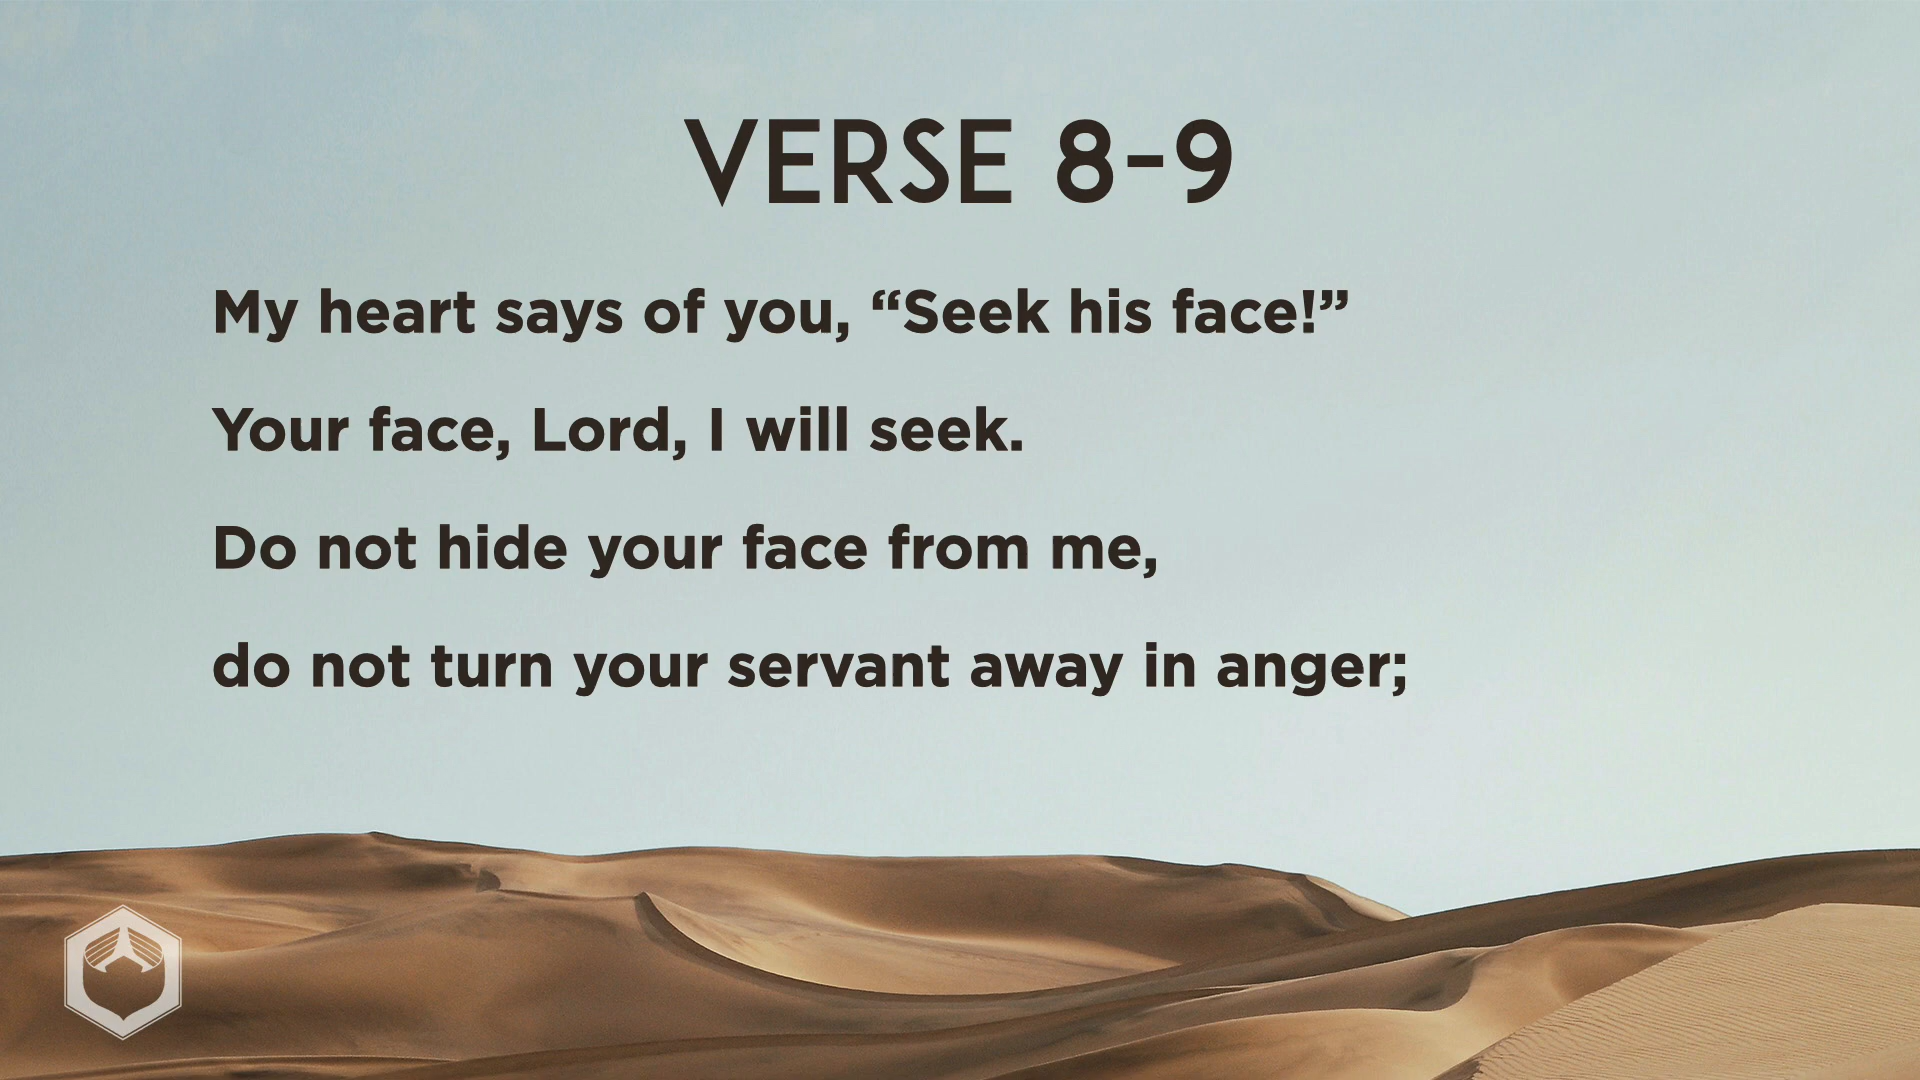 VERSE 8-9
My heart says of you, “Seek his face!”
Your face, Lord, I will seek.
Do not hide your face from me,
do not turn your servant away in anger;